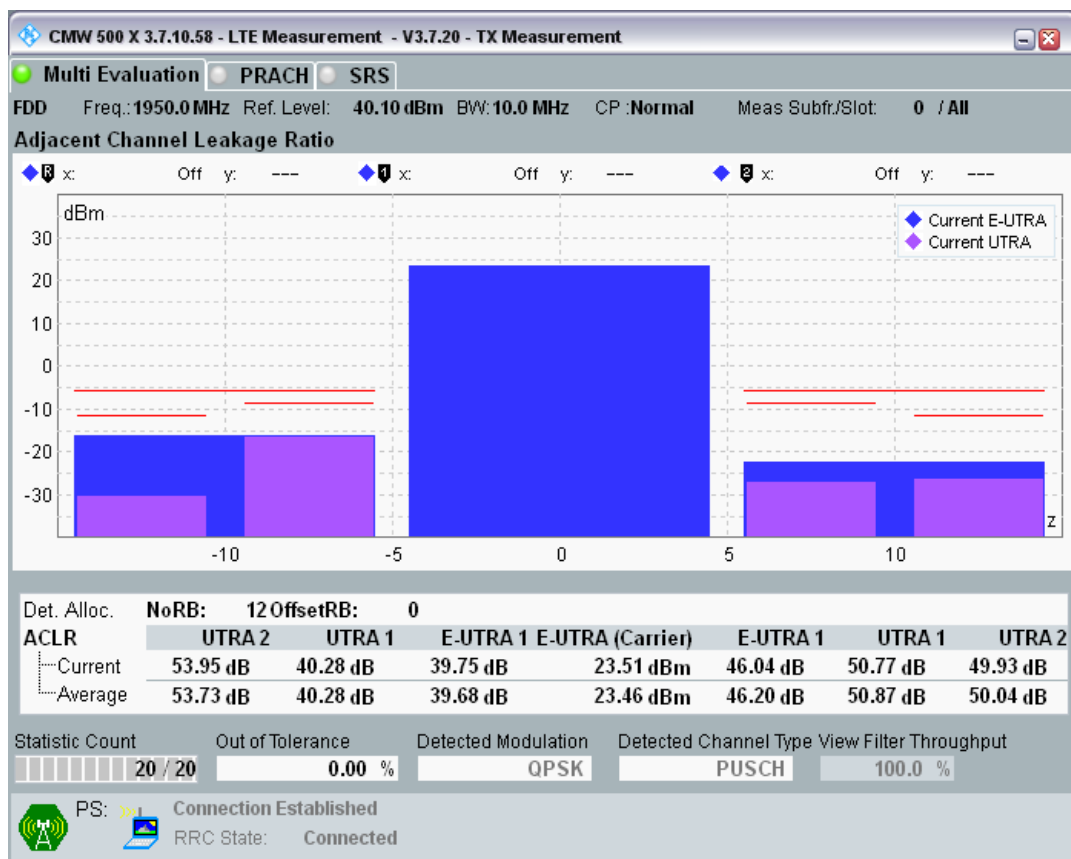 CMW 500 X 3.7.10.58 - LTE Measurement - V3.7.20 - TX Measurement
Multi Evaluation PRACH SRS
FDD Freq.:1950.0 MHz Ref. Level: 40.10 dBm BW: 10.0 MHz CP :Normal Meas Subfr./Slot: 0 / All
Adjacent Channel Leakage Ratio
R x: Off y: --- 1 x: Off y: --- 2 x: Off y: ---
dBm
Current E-UTRA
Current UTRA
30
20
10
0
-10
-20
-30
z
-10 -5 0 5 10
Det. Alloc. NoRB: 12 OffsetRB: 0
ACLR UTRA 2 UTRA 1 E-UTRA 1 E-UTRA (Carrier) E-UTRA 1 UTRA 1 UTRA 2
Current 53.95 dB 40.28 dB 39.75 dB 23.51 dBm 46.04 dB 50.77 dB 49.93 dB
Average 53.73 dB 40.28 dB 39.68 dB 23.46 dBm 46.20 dB 50.87 dB 50.04 dB
Statistic Count Out of Tolerance Detected Modulation Detected Channel Type View Filter Throughput
20 / 20 0.00 % QPSK PUSCH 100.0 %
PS: Connection Established
RRC State: Connected